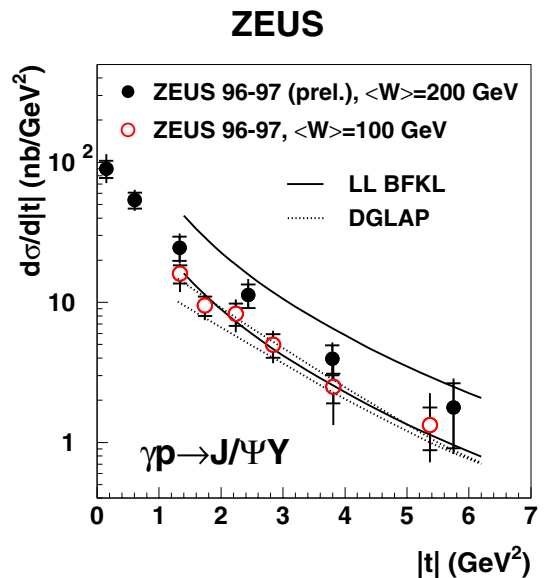 ZEUS
dσ/d|t| (nb/GeV²)
ZEUS 96-97 (prel.), <W>=200 GeV
ZEUS 96-97, <W>=100 GeV
10²
LL BFKL
DGLAP
10
1
γp→J/ΨY
0 1 2 3 4 5 6 7
|t| (GeV²)